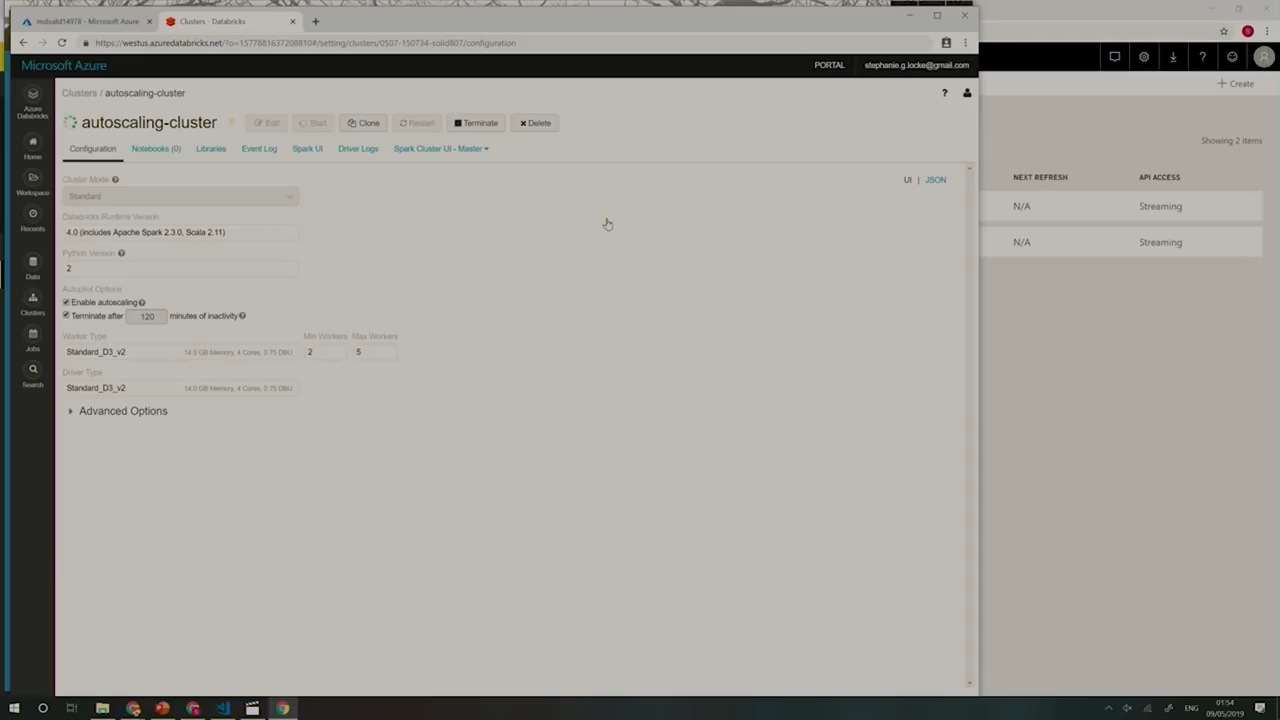 msbuild14978 - Microsoft Azure
Clusters - Databricks
https://westus.azuredatabricks.net/?o=1577881637208810#/setting/clusters/0507-150734-solid807/configuration
Microsoft Azure
PORTAL
stephanie.g.locke@gmail.com
Azure
Databricks
Home
Workspace
Recents
Data
Clusters
Jobs
Search
Clusters / autoscaling-cluster
autoscaling-cluster
Edit
Start
Clone
Restart
Terminate
Delete
Configuration
Notebooks (0)
Libraries
Event Log
Spark UI
Driver Logs
Spark Cluster UI - Master
UI | JSON
Cluster Mode
Standard
Databricks Runtime Version
4.0 (includes Apache Spark 2.3.0, Scala 2.11)
Python Version
2
Autopilot Options
Enable autoscaling
Terminate after 120 minutes of inactivity
Worker Type
Min Workers
Max Workers
Standard_D3_v2
14.0 GB Memory, 4 Cores, 0.75 DBU
2
5
Driver Type
Standard_D3_v2
14.0 GB Memory, 4 Cores, 0.75 DBU
Advanced Options
+ Create
Showing 2 items
NEXT REFRESH
API ACCESS
N/A
Streaming
N/A
Streaming
ENG
01:54
09/05/2019